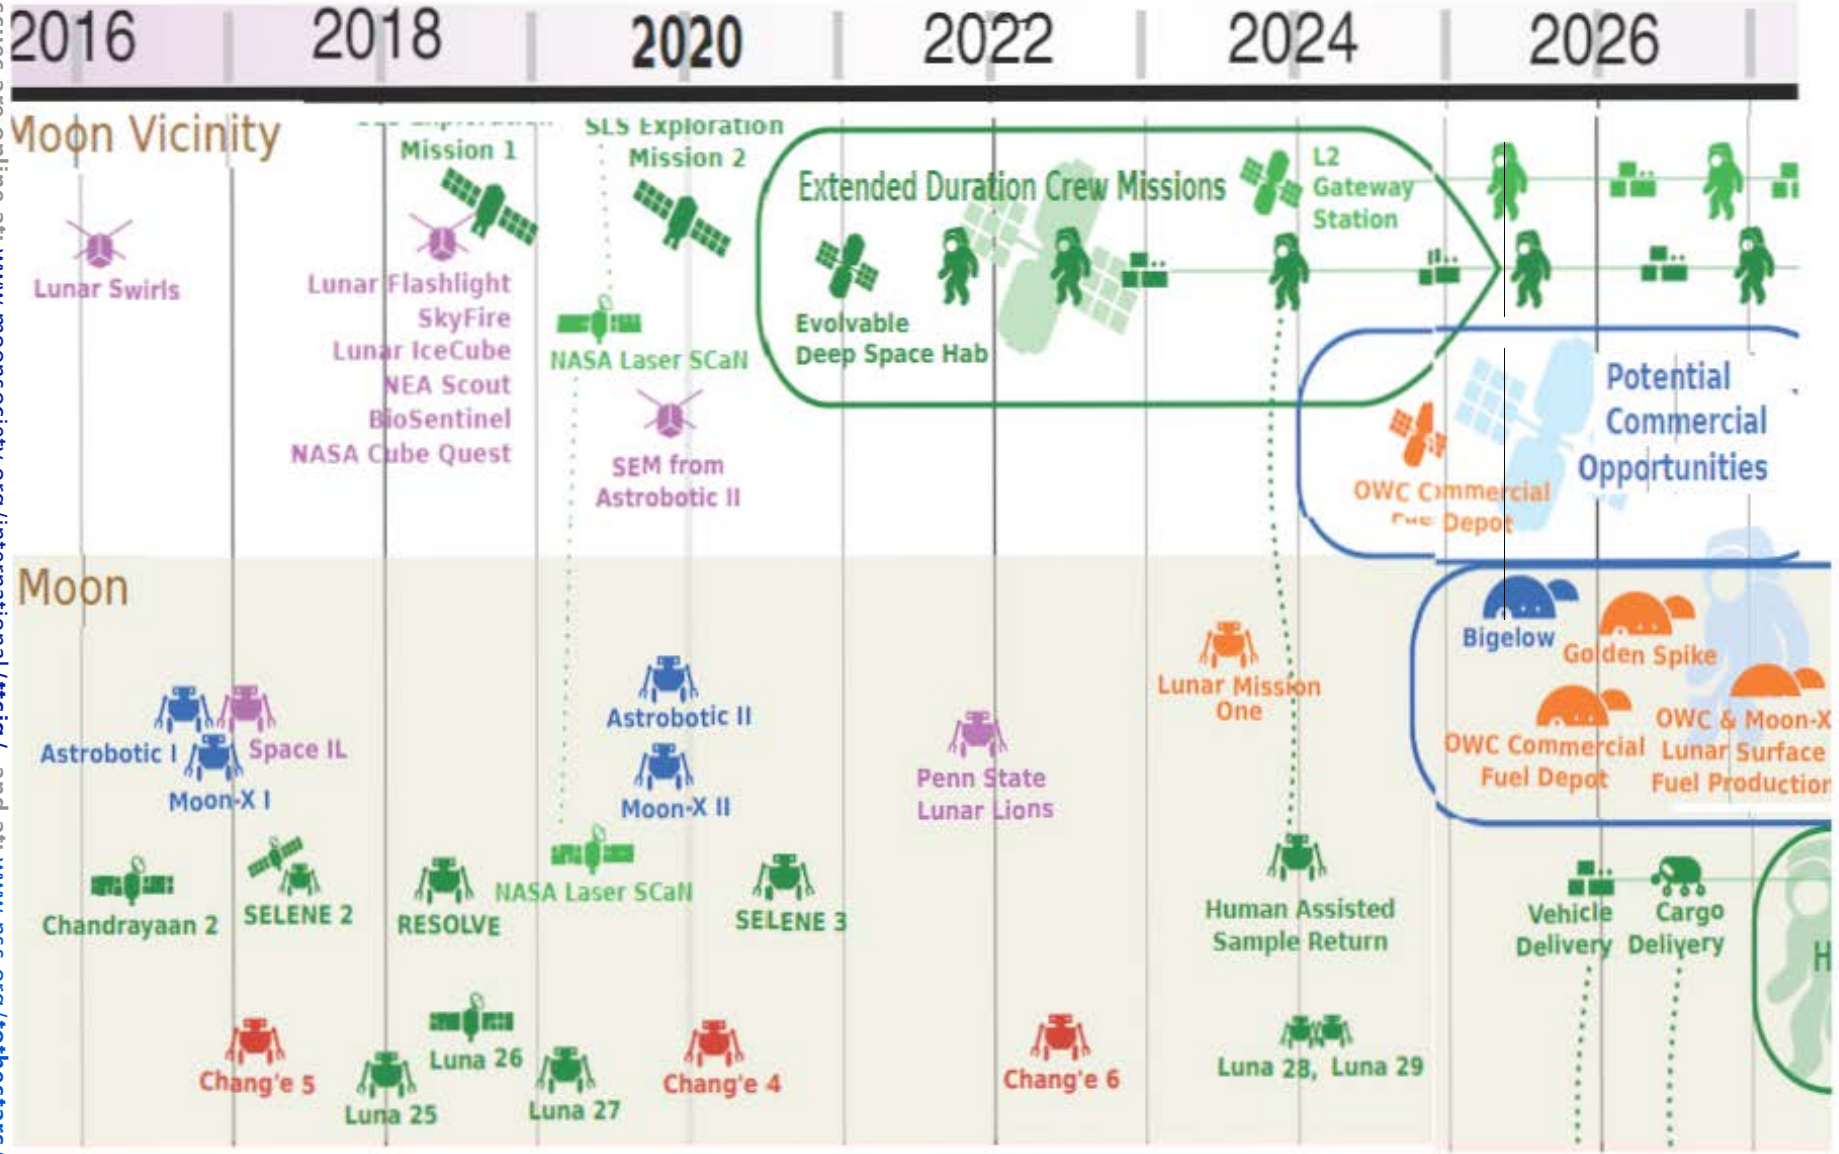 2016
2018
2020
2022
2024
2026
Moon Vicinity
Mission 1
SLS Exploration
Mission 2
Extended Duration Crew Missions
L2
Gateway
Station
Lunar Swirls
Lunar Flashlight
SkyFire
Lunar IceCube
NEA Scout
BioSentinel
NASA Cube Quest
NASA Laser SCaN
Evolvable
Deep Space Hab
SEM from
Astrobotic II
Potential
Commercial
Opportunities
OWC Commercial
Depot
Moon
Bigelow
Golden Spike
Lunar Mission
One
Astrobotic I
Space IL
Moon-X I
Astrobotic II
Moon-X II
Penn State
Lunar Lions
OWC Commercial
Fuel Depot
OWC & Moon-X
Lunar Surface
Fuel Production
Chandrayaan 2
SELENE 2
RESOLVE
NASA Laser SCaN
SELENE 3
Human Assisted
Sample Return
Vehicle
Delivery
Cargo
Delivery
H
Chang'e 5
Luna 25
Luna 26
Luna 27
Chang'e 4
Chang'e 6
Luna 28, Luna 29